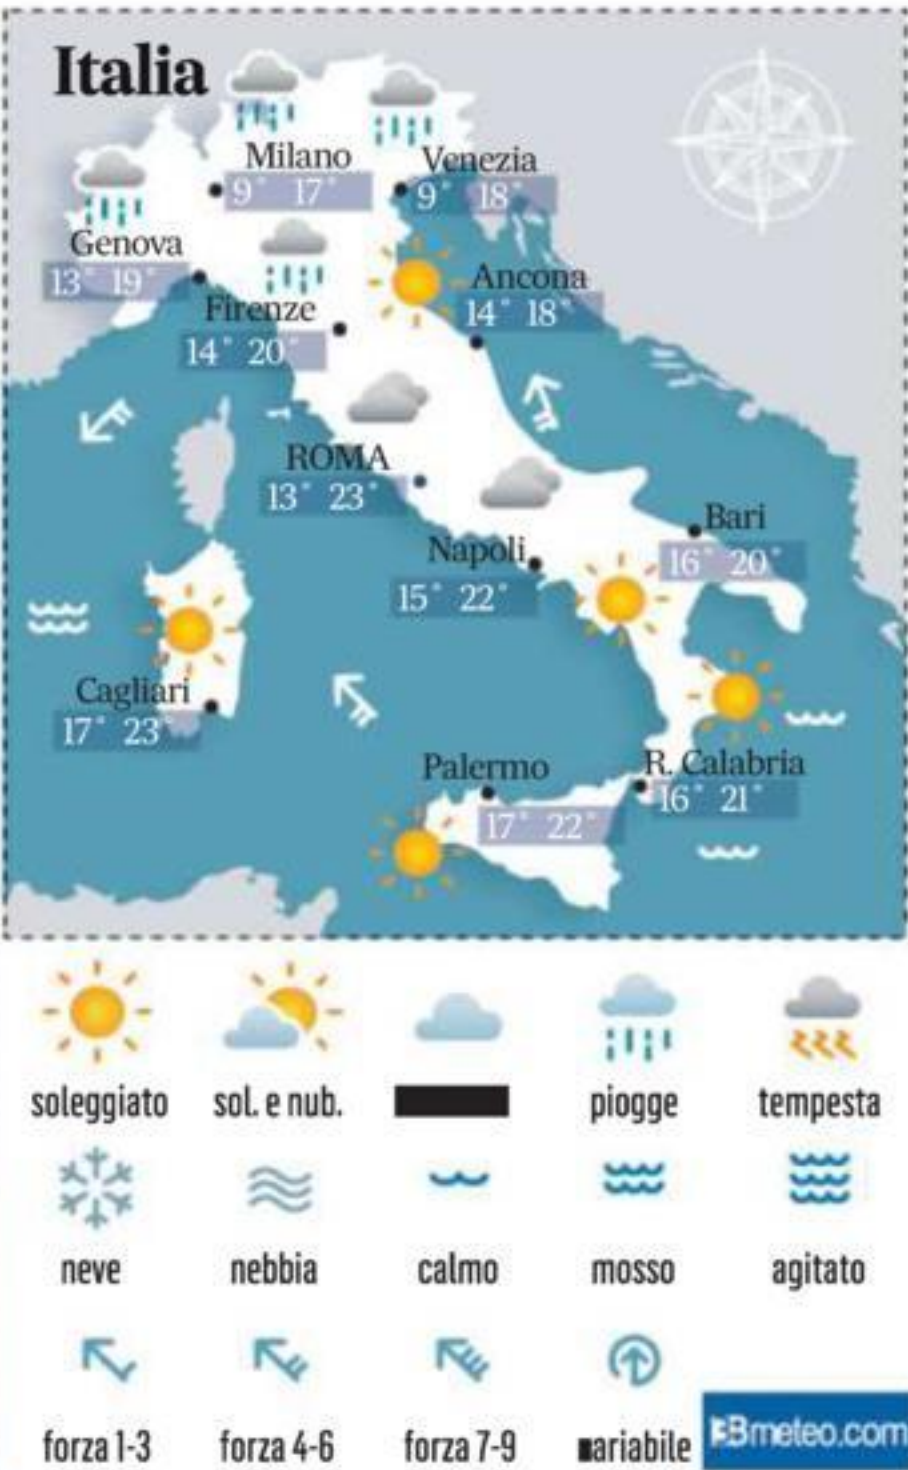 Italia
Milano
9° 17°
Venezia
9° 18°
Genova
13° 19°
Firenze
14° 20°
Ancona
14° 18°
ROMA
13° 23°
Napoli
15° 22°
Bari
16° 20°
Cagliari
17° 23°
Palermo
17° 22°
R. Calabria
16° 21°
soleggiato sol. e nub. piogge tempesta
neve nebbia calmo mosso agitato
forza 1-3 forza 4-6 forza 7-9 ariabile
3Bmeteo.com